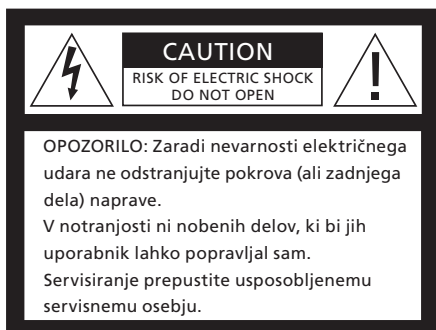 CAUTION
RISK OF ELECTRIC SHOCK
DO NOT OPEN
OPOZORILO: Zaradi nevarnosti električnega
udara ne odstranjujte pokrova (ali zadnjega
dela) naprave.
V notranjosti ni nobenih delov, ki bi jih
uporabnik lahko popravljal sam.
Servisiranje prepustite usposobljenemu
servisnemu osebju.